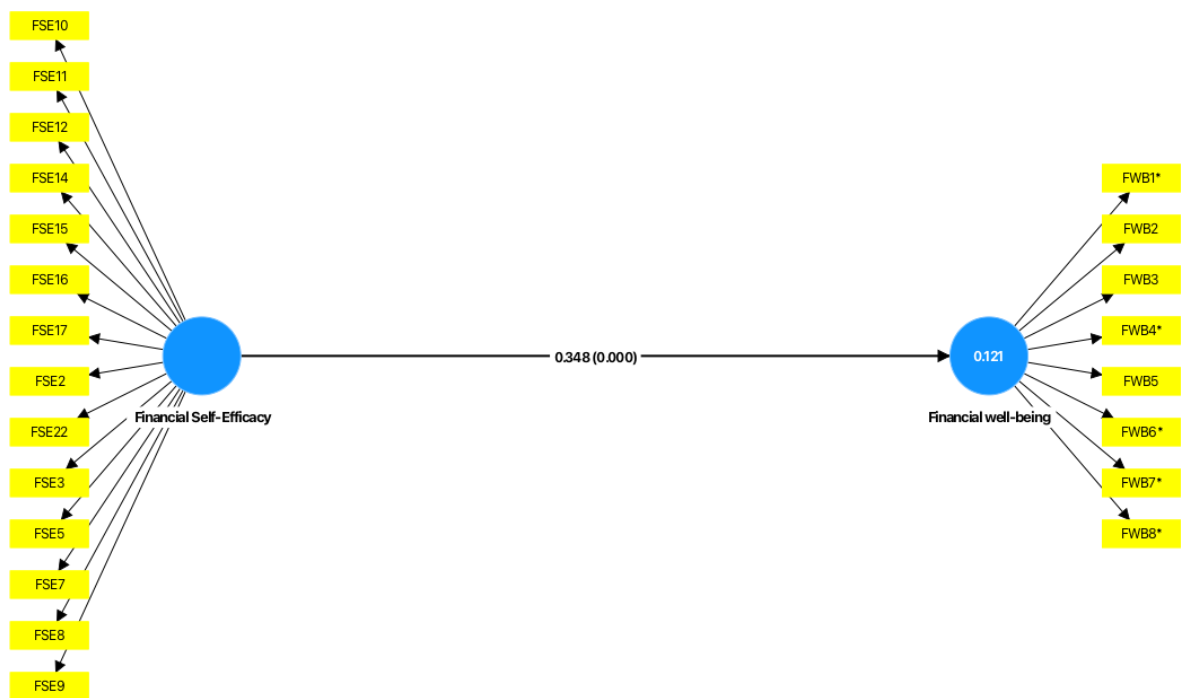 FSE10
FSE11
FSE12
FSE14
FSE15
FSE16
FSE17
FSE2
FSE22
FSE3
FSE5
FSE7
FSE8
FSE9
Financial Self-Efficacy
0.348 (0.000)
0.121
Financial well-being
FWB1*
FWB2
FWB3
FWB4*
FWB5
FWB6*
FWB7*
FWB8*